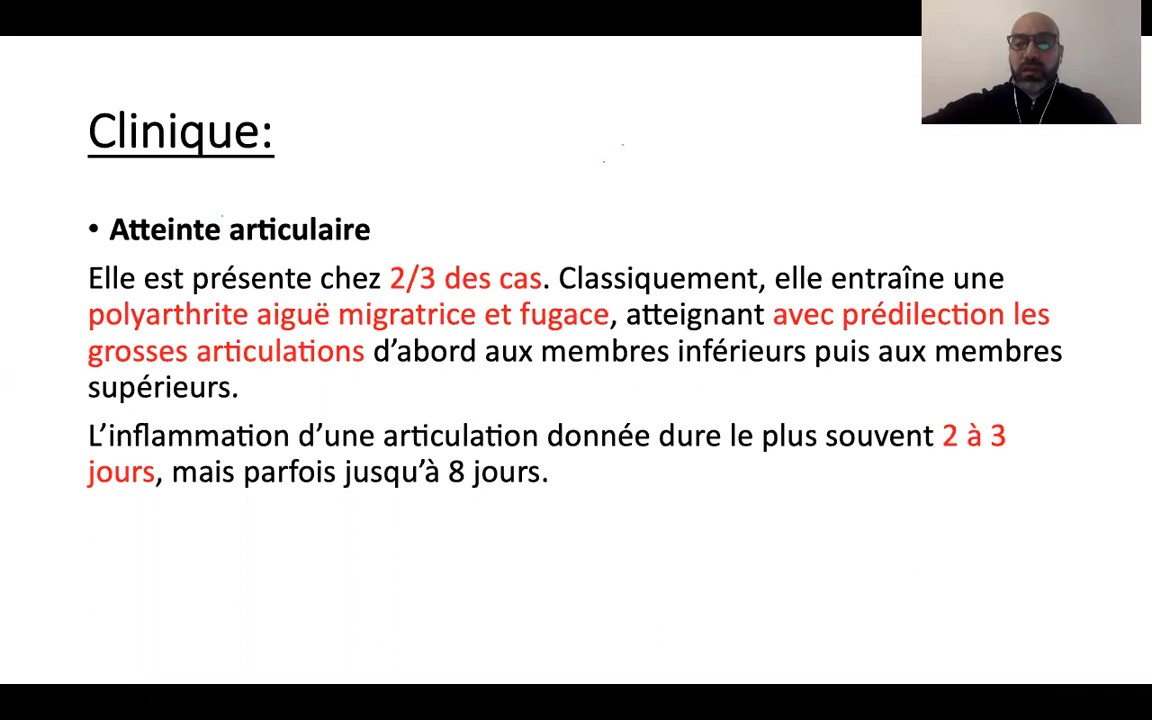 Clinique:
• Atteinte articulaire
Elle est présente chez 2/3 des cas. Classiquement, elle entraîne une
polyarthrite aiguë migratrice et fugace, atteignant avec prédilection les
grosses articulations d’abord aux membres inférieurs puis aux membres
supérieurs.
L’inflammation d’une articulation donnée dure le plus souvent 2 à 3
jours, mais parfois jusqu’à 8 jours.